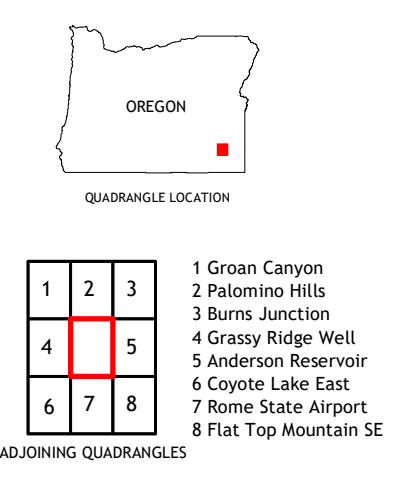 OREGON
QUADRANGLE LOCATION
1 2 3
4 5
6 7 8
ADJOINING QUADRANGLES
1 Groan Canyon
2 Palomino Hills
3 Burns Junction
4 Grassy Ridge Well
5 Anderson Reservoir
6 Coyote Lake East
7 Rome State Airport
8 Flat Top Mountain SE